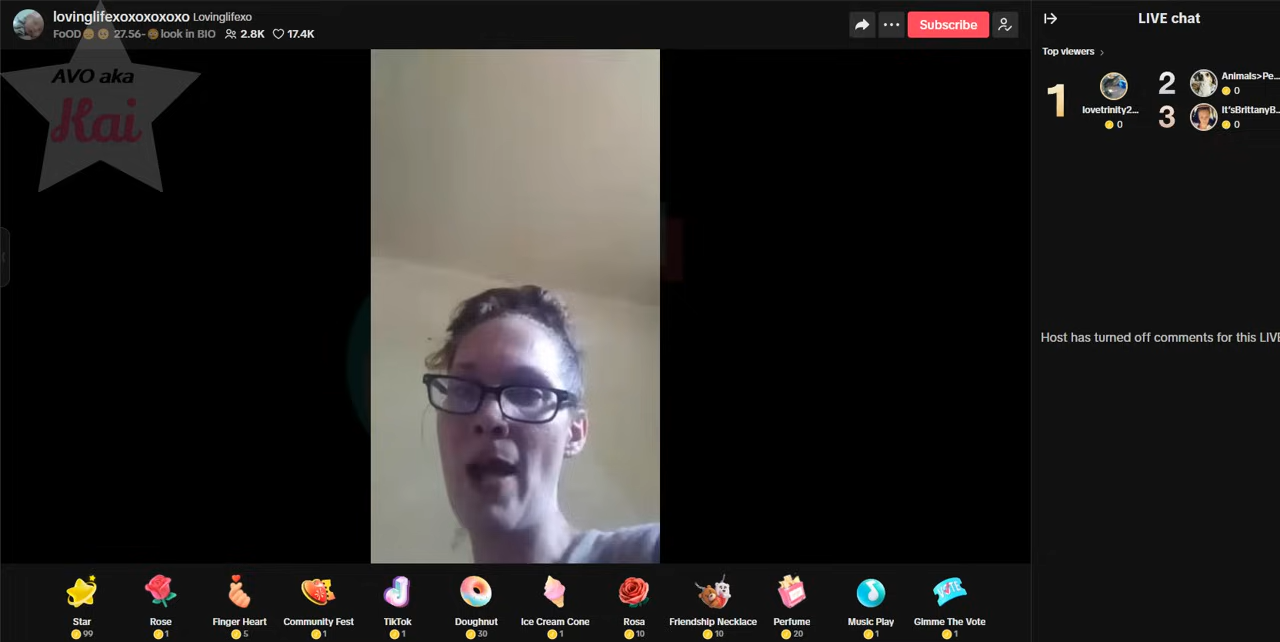 lovinglifexoxoxoxoxo Lovinglifexo
FoOD😞😞 27.56-😞look in BIO 2.8K 17.4K
Subscribe
AVO aka
Kai
LIVE chat
Top viewers
1
lovetrinity2...
0
2
Animals>Pe...
0
3
It'sBrittanyB...
0
Host has turned off comments for this LIVE
Star
99
Rose
1
Finger Heart
5
Community Fest
1
TikTok
1
Doughnut
30
Ice Cream Cone
1
Rosa
10
Friendship Necklace
10
Perfume
20
Music Play
1
VOTE
Gimme The Vote
1